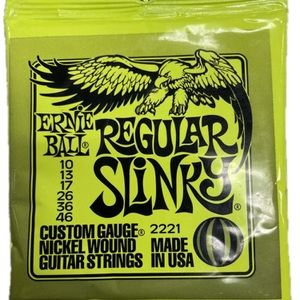 ERNIE
BALL®
REGULAR
SLINKY®
10
13
17
26
36
46
CUSTOM GAUGE® 2221
NICKEL WOUND MADE
GUITAR STRINGS IN USA